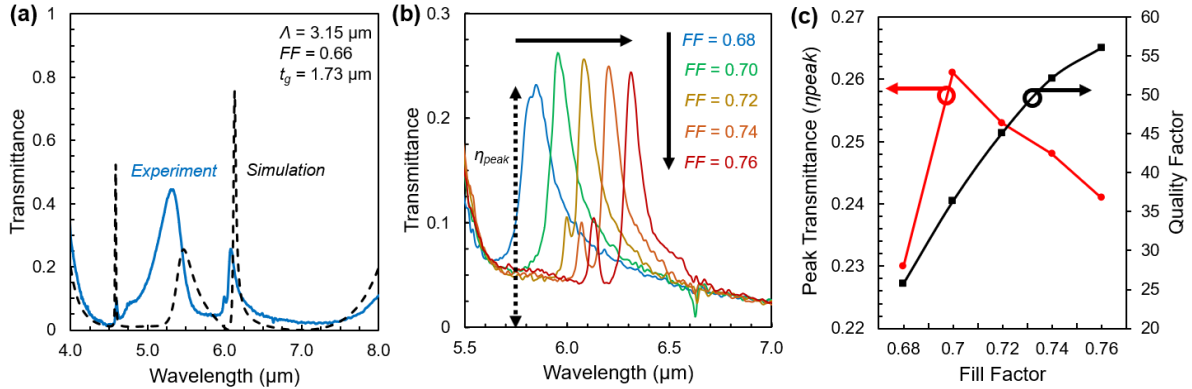 (a)
Transmittance
1
0.8
0.6
0.4
0.2
0
4.0 5.0 6.0 7.0 8.0
Wavelength (µm)
Λ = 3.15 µm
FF = 0.66
t_g = 1.73 µm
Experiment
Simulation
(b)
Transmittance
0.3
0.2
0.1
0
5.5 6.0 6.5 7.0
Wavelength (µm)
η_peak
FF = 0.68
FF = 0.70
FF = 0.72
FF = 0.74
FF = 0.76
(c)
Peak Transmittance (ηpeak)
0.27
0.26
0.25
0.24
0.23
0.22
0.68 0.7 0.72 0.74 0.76
Fill Factor
60
55
50
45
40
35
30
25
20
Quality Factor